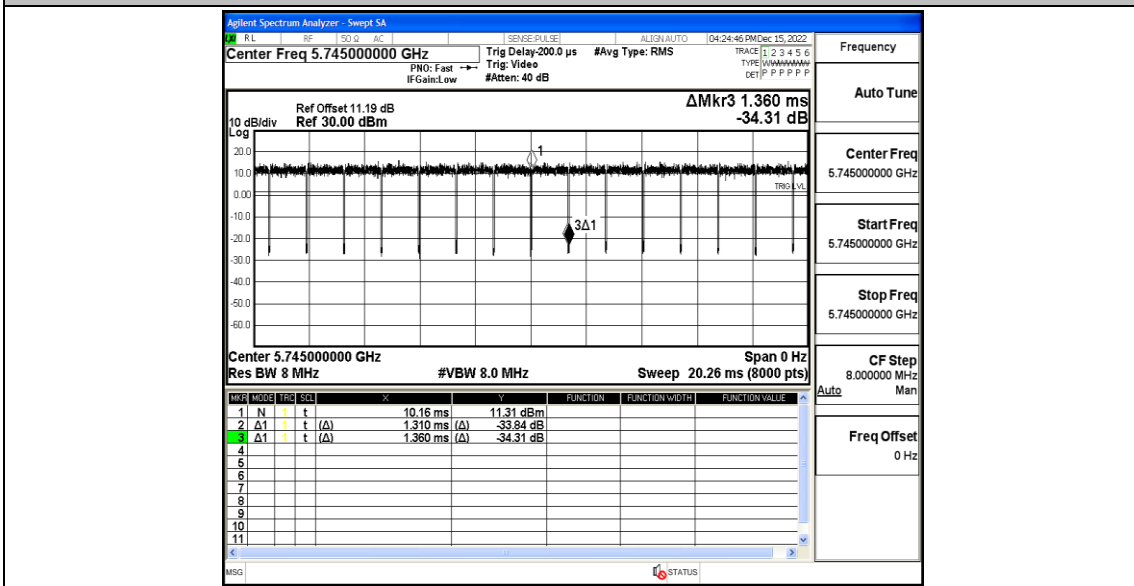 Agilent Spectrum Analyzer - Swept SA
RL RF 50 Ω AC SENSE:PULSE ALIGN AUTO 04:24:46 PM Dec 15, 2022
Center Freq 5.745000000 GHz
PNO: Fast
IFGain:Low
Trig Delay-200.0 µs
Trig: Video
#Atten: 40 dB
#Avg Type: RMS
TRACE 1 2 3 4 5 6
TYPE
DET P P P P P P
Ref Offset 11.19 dB
Ref 30.00 dBm
10 dB/div
Log
ΔMkr3 1.360 ms
-34.31 dB
20.0
10.0
0.00
-10.0
-20.0
-30.0
-40.0
-50.0
-60.0
1
TRIG LVL
3Δ1
Center 5.745000000 GHz Span 0 Hz
Res BW 8 MHz #VBW 8.0 MHz Sweep 20.26 ms (8000 pts)
MKR MODE TRC SCL X Y FUNCTION FUNCTION WIDTH FUNCTION VALUE
1 N 1 t 10.16 ms 11.31 dBm
2 Δ1 1 t (Δ) 1.310 ms (Δ) -33.84 dB
3 Δ1 1 t (Δ) 1.360 ms (Δ) -34.31 dB
4
5
6
7
8
9
10
11
MSG STATUS
Frequency
Auto Tune
Center Freq
5.745000000 GHz
Start Freq
5.745000000 GHz
Stop Freq
5.745000000 GHz
CF Step
8.000000 MHz
Auto Man
Freq Offset
0 Hz